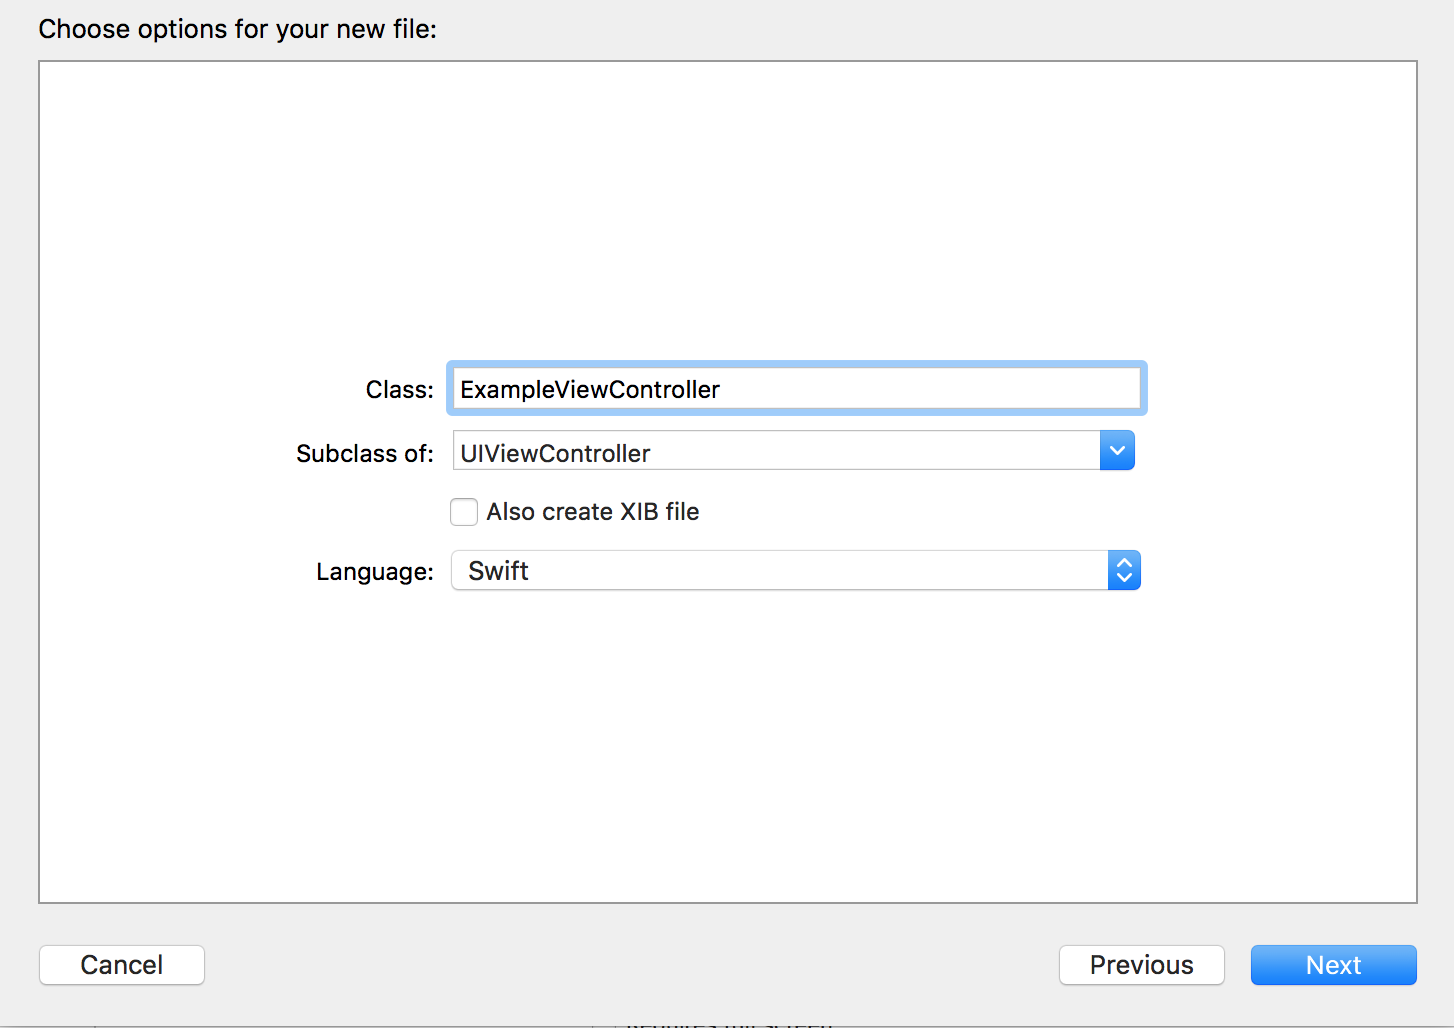 Choose options for your new file:
Class: ExampleViewController
Subclass of: UIViewController
Also create XIB file
Language: Swift
Cancel Previous Next